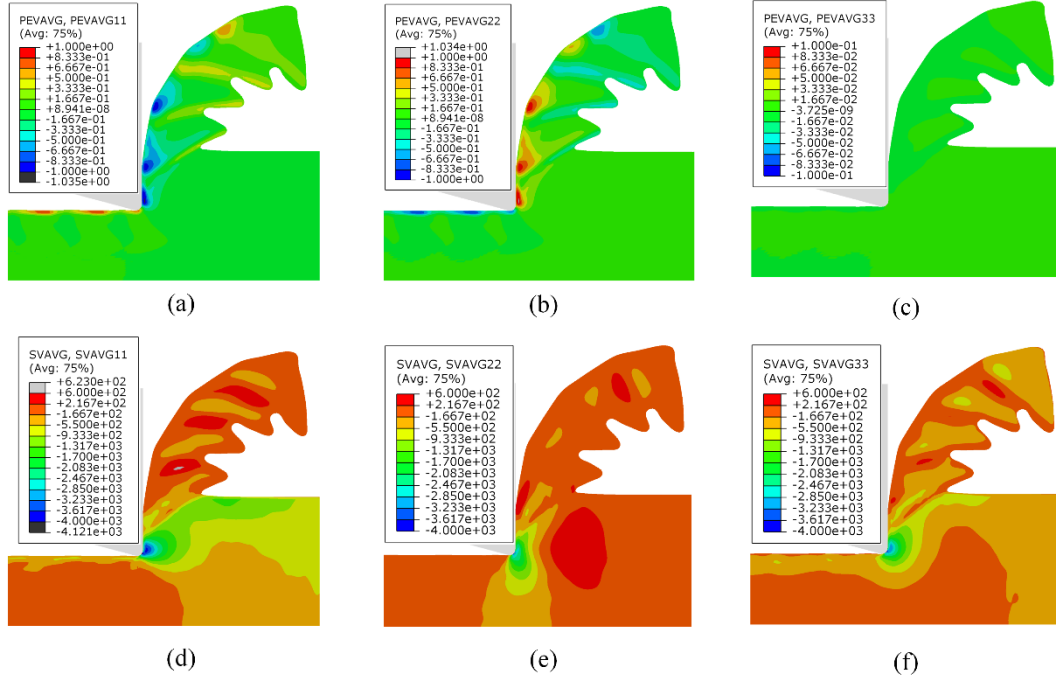 PEVAVG, PEVAVG11
(Avg: 75%)
+1.000e+00
+8.333e-01
+6.667e-01
+5.000e-01
+3.333e-01
+1.667e-01
+8.941e-08
-1.667e-01
-3.333e-01
-5.000e-01
-6.667e-01
-8.333e-01
-1.000e+00
-1.035e+00
(a)
PEVAVG, PEVAVG22
(Avg: 75%)
+1.034e+00
+1.000e+00
+8.333e-01
+6.667e-01
+5.000e-01
+3.333e-01
+1.667e-01
+8.941e-08
-1.667e-01
-3.333e-01
-5.000e-01
-6.667e-01
-8.333e-01
-1.000e+00
(b)
PEVAVG, PEVAVG33
(Avg: 75%)
+1.000e-01
+8.333e-02
+6.667e-02
+5.000e-02
+3.333e-02
+1.667e-02
-3.725e-09
-1.667e-02
-3.333e-02
-5.000e-02
-6.667e-02
-8.333e-02
-1.000e-01
(c)
SVAVG, SVAVG11
(Avg: 75%)
+6.230e+02
+6.000e+02
+2.167e+02
-1.667e+02
-5.500e+02
-9.333e+02
-1.317e+03
-1.700e+03
-2.083e+03
-2.467e+03
-2.850e+03
-3.233e+03
-3.617e+03
-4.000e+03
-4.121e+03
(d)
SVAVG, SVAVG22
(Avg: 75%)
+6.000e+02
+2.167e+02
-1.667e+02
-5.500e+02
-9.333e+02
-1.317e+03
-1.700e+03
-2.083e+03
-2.467e+03
-2.850e+03
-3.233e+03
-3.617e+03
-4.000e+03
(e)
SVAVG, SVAVG33
(Avg: 75%)
+6.000e+02
+2.167e+02
-1.667e+02
-5.500e+02
-9.333e+02
-1.317e+03
-1.700e+03
-2.083e+03
-2.467e+03
-2.850e+03
-3.233e+03
-3.617e+03
-4.000e+03
(f)